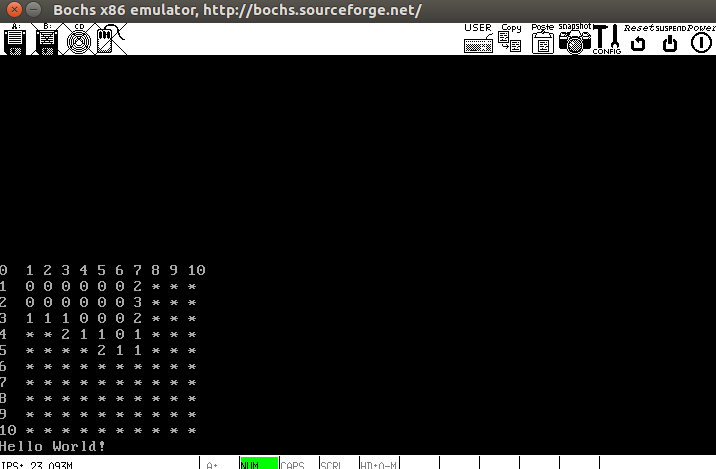 Bochs x86 emulator, http://bochs.sourceforge.net/
A: B: CD USER Copy Paste snapshot CONFIG Reset SUSPEND Power
0 1 2 3 4 5 6 7 8 9 10
1 0 0 0 0 0 0 2 * * *
2 0 0 0 0 0 0 3 * * *
3 1 1 1 0 0 0 2 * * *
4 * * 2 1 1 0 1 * * *
5 * * * * 2 1 1 * * *
6 * * * * * * * * * *
7 * * * * * * * * * *
8 * * * * * * * * * *
9 * * * * * * * * * *
10 * * * * * * * * * *
Hello World!
IPS: 23.093M A: NUM CAPS SCRL HD:0-M